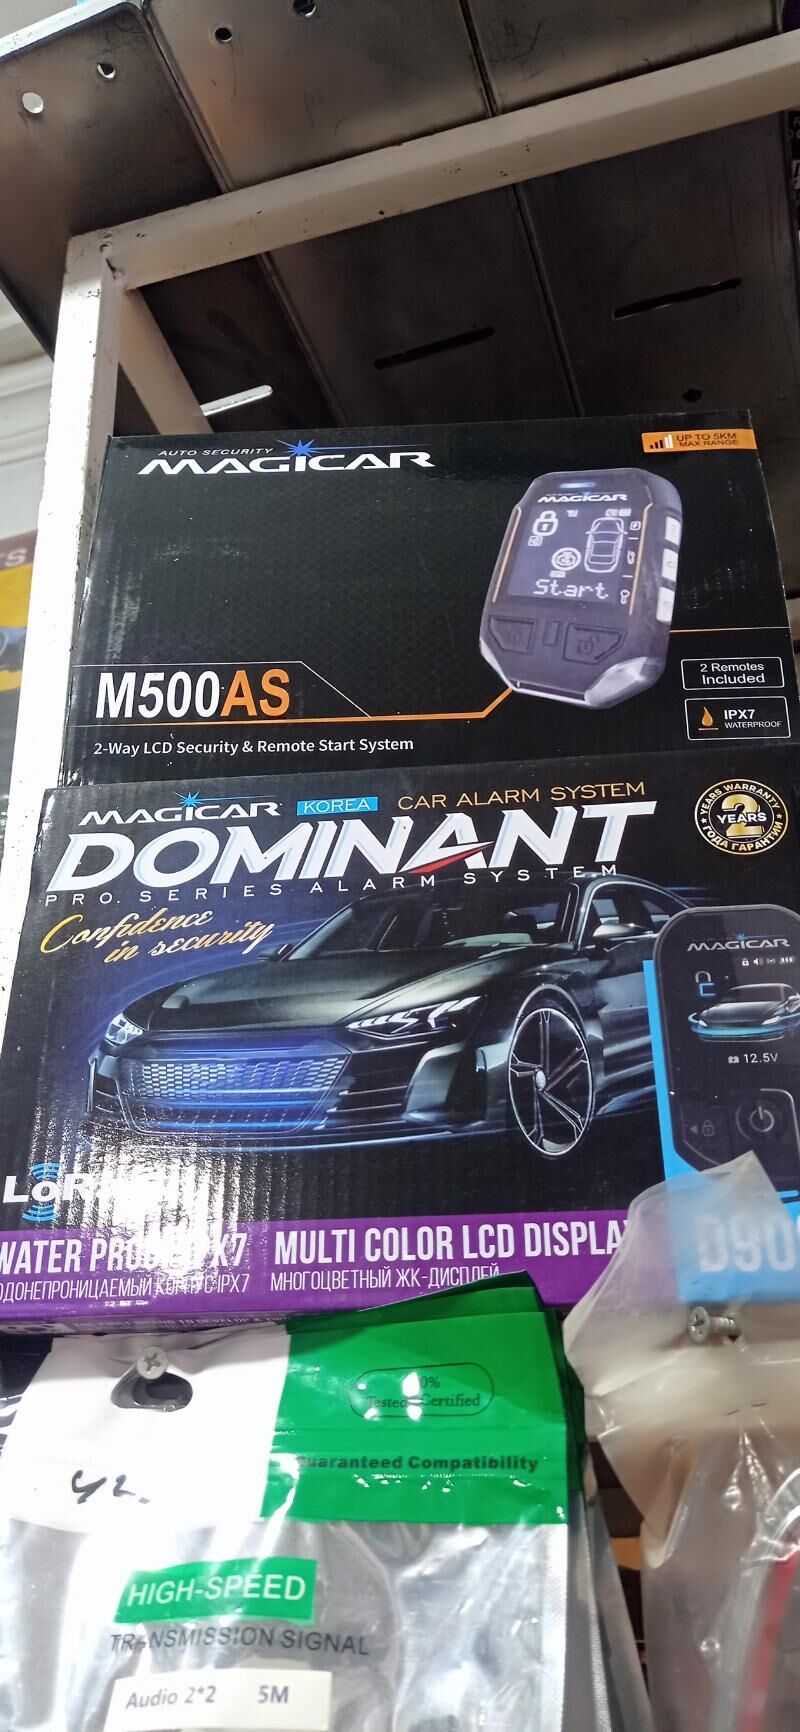 AUTO SECURITY
MAGICAR
UP TO 5KM
MAX RANGE
MAGICAR
Start
M500AS
2 Remotes
Included
IPX7
WATERPROOF
2-Way LCD Security & Remote Start System
MAGICAR KOREA CAR ALARM SYSTEM
DOMINANT
PRO. SERIES ALARM SYSTEM
YEARS WARRANTY
2
YEARS
ГОДА ГАРАНТИИ
Confidence
in security
MAGICAR
12.5V
MULTI COLOR LCD DISPLA
IPX7 МНОГОЦВЕТНЫЙ ЖК-ДИСПЛЕЙ
Guaranteed Compatibility
HIGH-SPEED
TRANSMISSION SIGNAL
Audio 2*2 5M